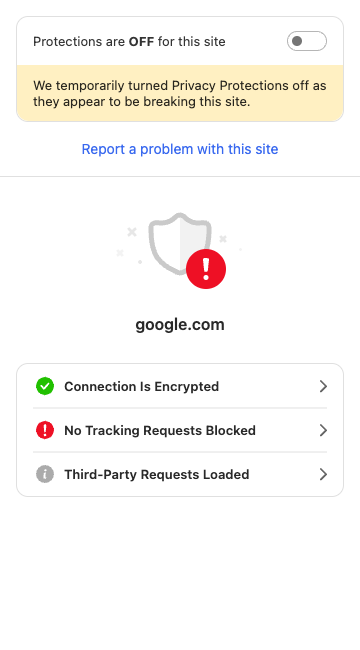 Protections are OFF for this site
We temporarily turned Privacy Protections off as
they appear to be breaking this site.
Report a problem with this site
google.com
Connection Is Encrypted
No Tracking Requests Blocked
Third-Party Requests Loaded